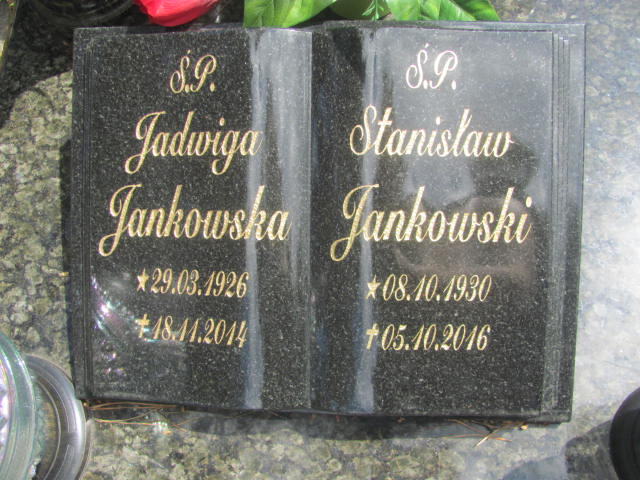 Ś.P.
Jadwiga
Jankowska
★29.03.1926
✝18.11.2014
Ś.P.
Stanisław
Jankowski
★08.10.1930
✝05.10.2016